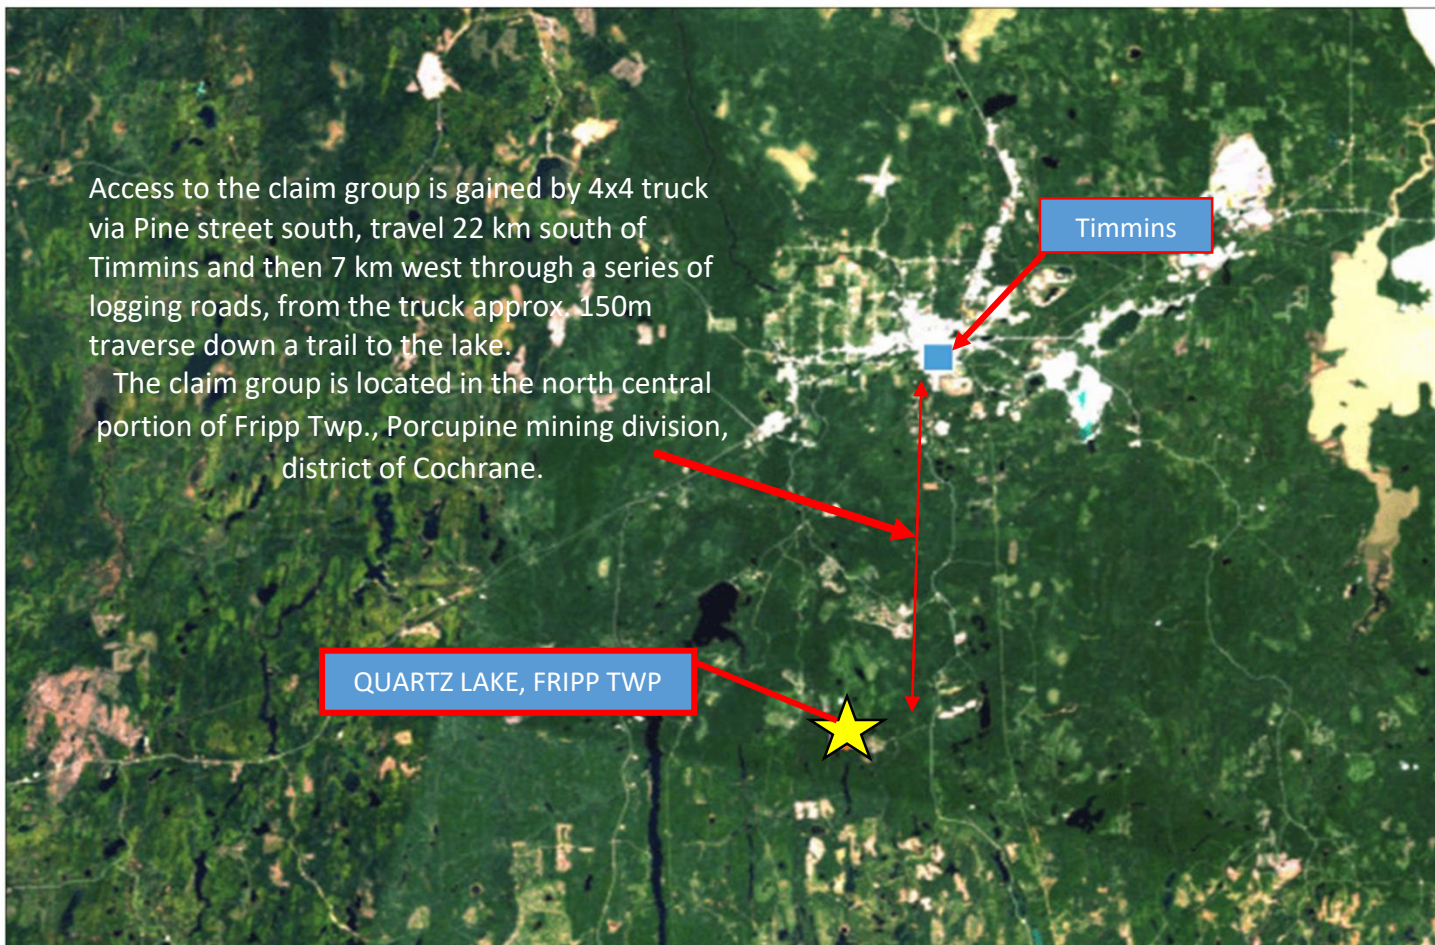 Access to the claim group is gained by 4x4 truck
via Pine street south, travel 22 km south of
Timmins and then 7 km west through a series of
logging roads, from the truck approx. 150m
traverse down a trail to the lake.
The claim group is located in the north central
portion of Fripp Twp., Porcupine mining division,
district of Cochrane.
Timmins
QUARTZ LAKE, FRIPP TWP